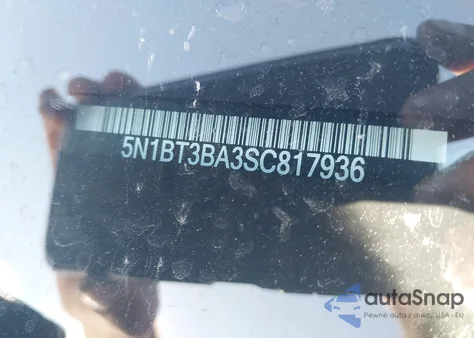 5N1BT3BA3SC817936
autaSnap
Pewne auta z aukcji USA i EU